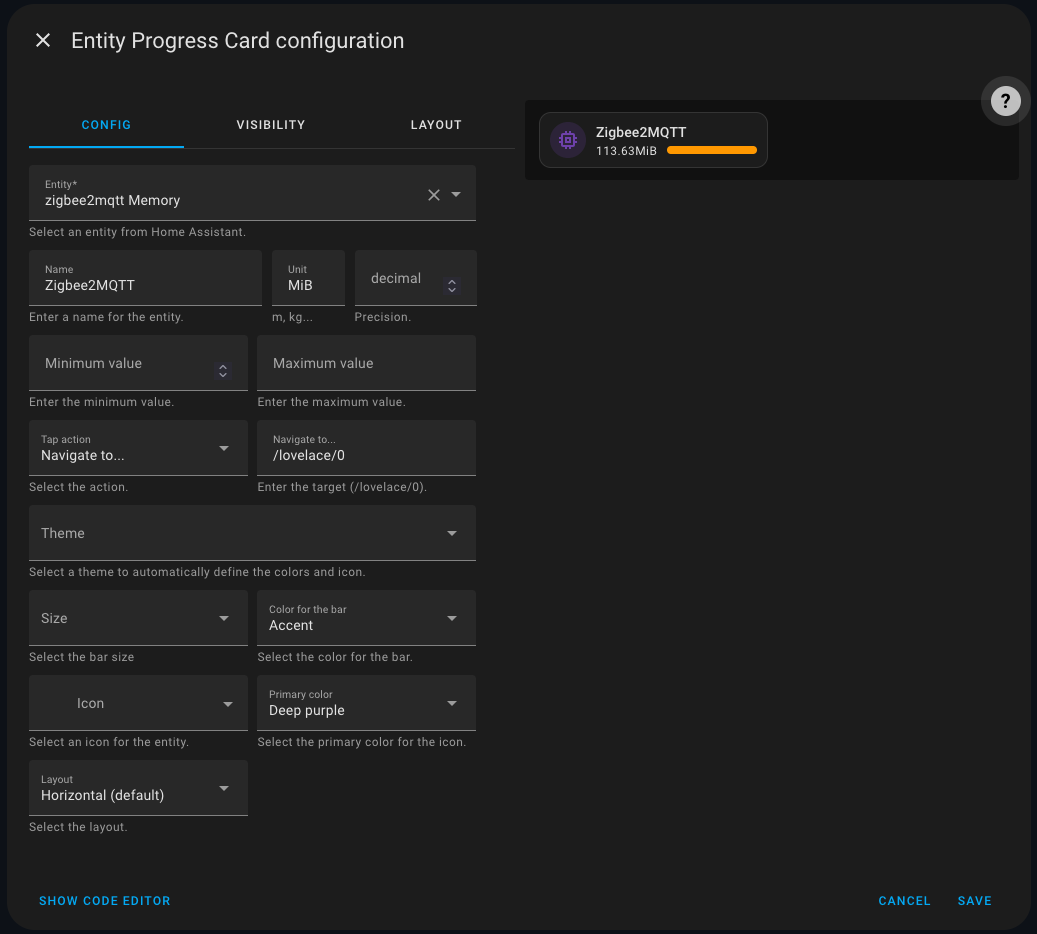 Entity Progress Card configuration
?
CONFIG
VISIBILITY
LAYOUT
Entity*
zigbee2mqtt Memory
Select an entity from Home Assistant.
Name
Zigbee2MQTT
Enter a name for the entity.
Unit
MiB
m, kg...
decimal
Precision.
Minimum value
Enter the minimum value.
Maximum value
Enter the maximum value.
Tap action
Navigate to...
Select the action.
Navigate to...
/lovelace/0
Enter the target (/lovelace/0).
Theme
Select a theme to automatically define the colors and icon.
Size
Select the bar size
Color for the bar
Accent
Select the color for the bar.
Icon
Select an icon for the entity.
Primary color
Deep purple
Select the primary color for the icon.
Layout
Horizontal (default)
Select the layout.
Zigbee2MQTT
113.63MiB
SHOW CODE EDITOR
CANCEL
SAVE